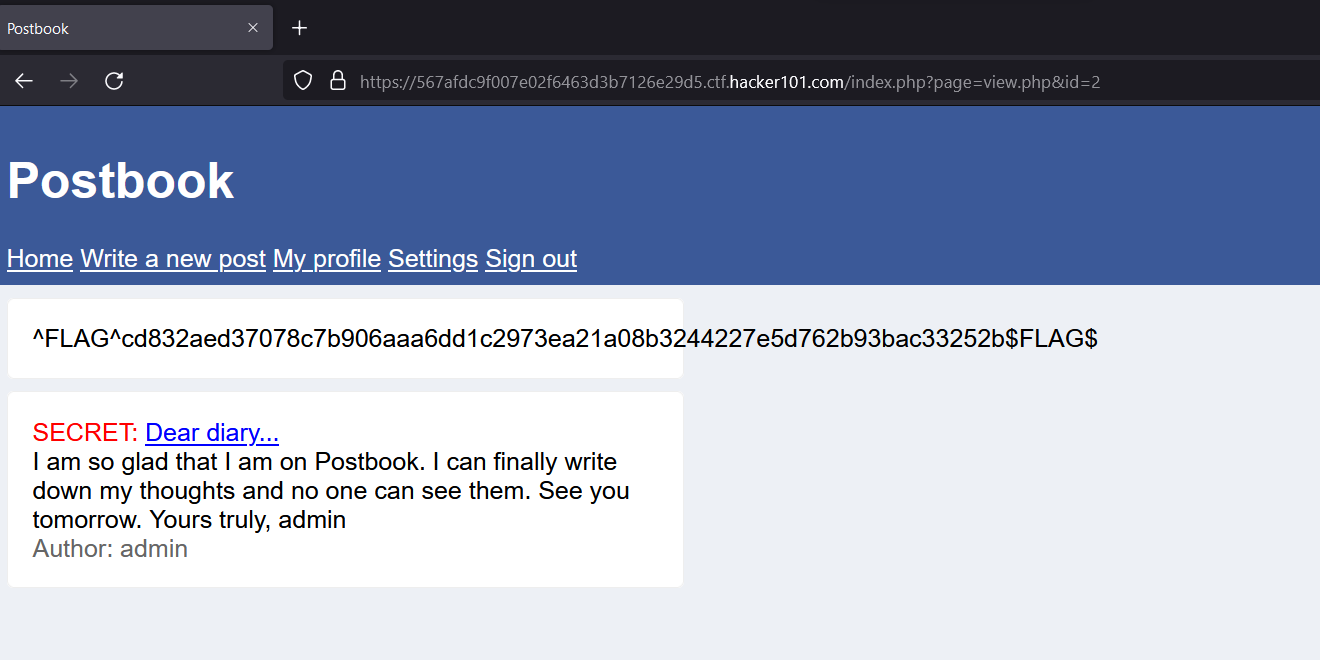 Postbook
https://567afdc9f007e02f6463d3b7126e29d5.ctf.hacker101.com/index.php?page=view.php&id=2
Postbook
Home Write a new post My profile Settings Sign out
^FLAG^cd832aed37078c7b906aaa6dd1c2973ea21a08b3244227e5d762b93bac33252b$FLAG$
SECRET: Dear diary...
I am so glad that I am on Postbook. I can finally write
down my thoughts and no one can see them. See you
tomorrow. Yours truly, admin
Author: admin